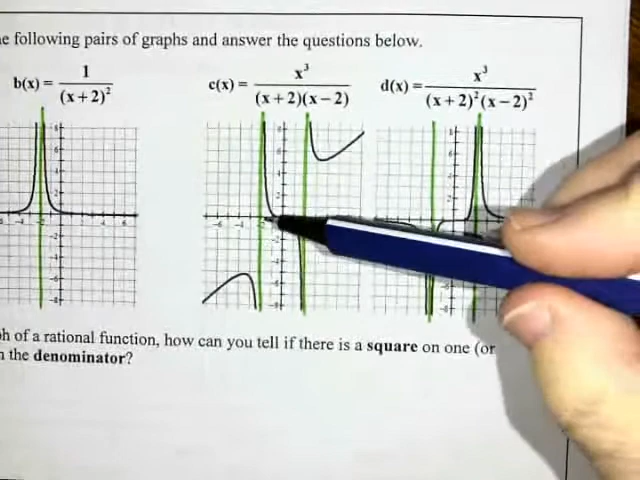 e following pairs of graphs and answer the questions below.
b(x) = 1/(x+2)²
c(x) = x³/((x+2)(x−2))
d(x) = x³/((x+2)²(x−2)²)
h of a rational function, how can you tell if there is a square on one (or
n the denominator?